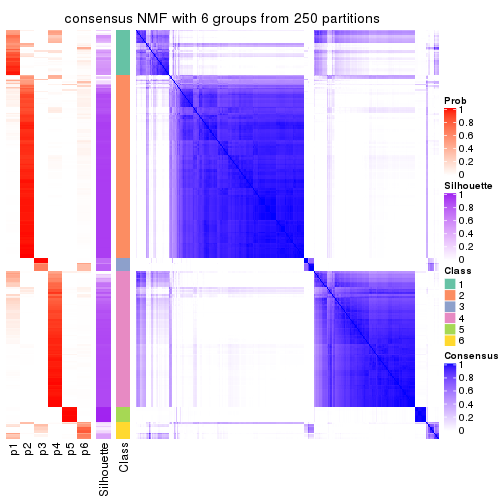 consensus NMF with 6 groups from 250 partitions
Prob
1
0.8
0.6
0.4
0.2
0
Silhouette
1
0.8
0.6
0.4
0.2
0
Class
1
2
3
4
5
6
Consensus
1
0.8
0.6
0.4
0.2
0
p1
p2
p3
p4
p5
p6
Silhouette
Class